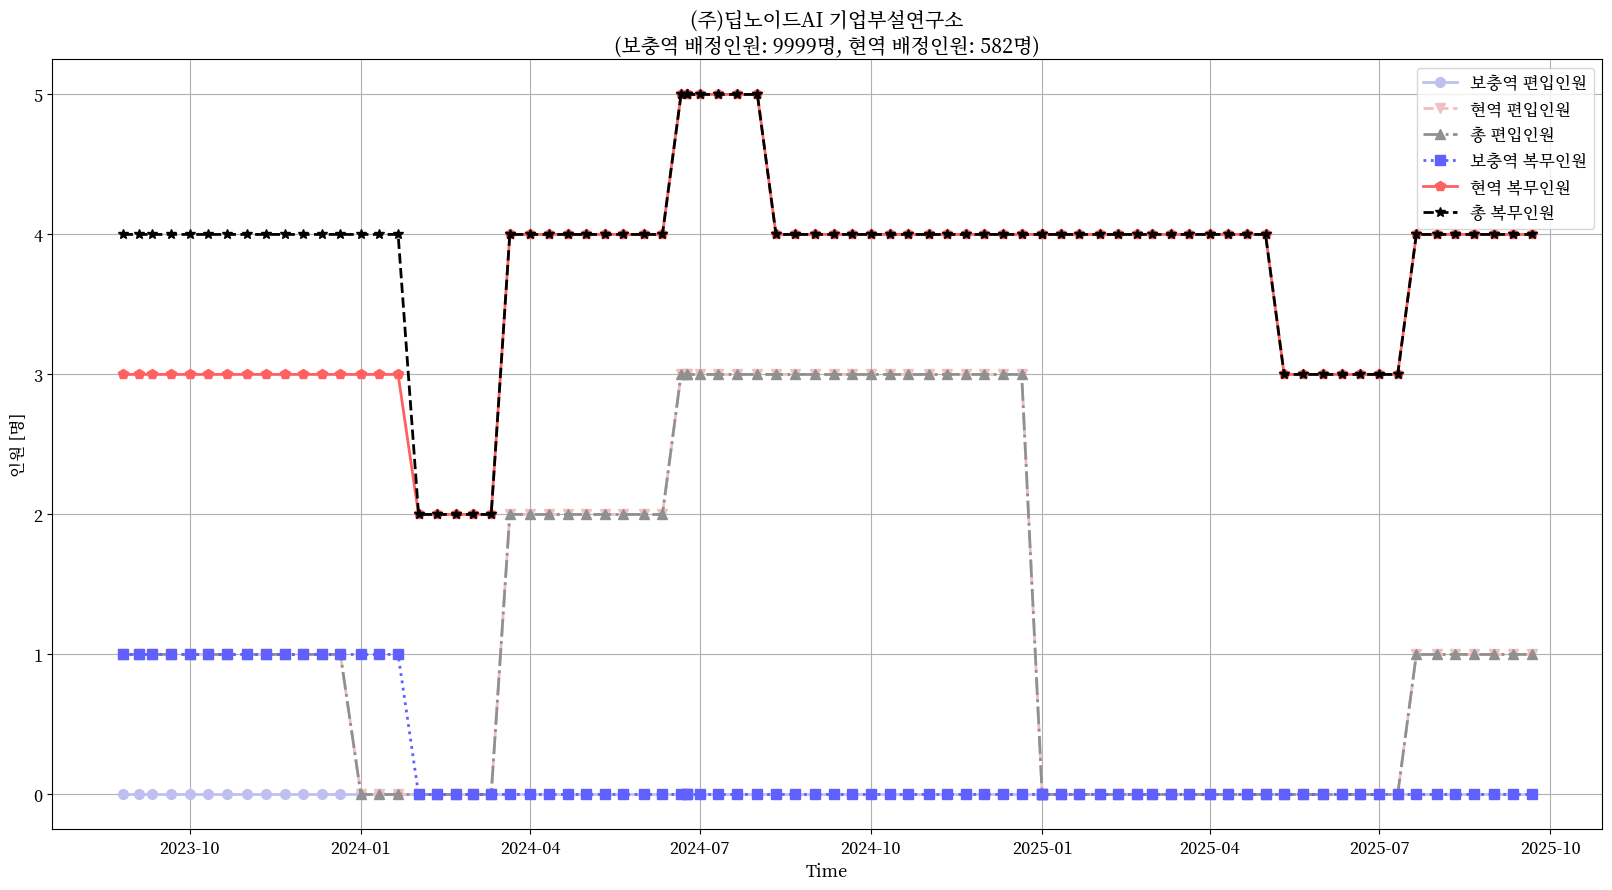 (주)딥노이드AI 기업부설연구소
(보충역 배정인원: 9999명, 현역 배정인원: 582명)
보충역 편입인원
현역 편입인원
총 편입인원
보충역 복무인원
현역 복무인원
총 복무인원
인원 [명]
5
4
3
2
1
0
2023-10
2024-01
2024-04
2024-07
2024-10
2025-01
2025-04
2025-07
2025-10
Time